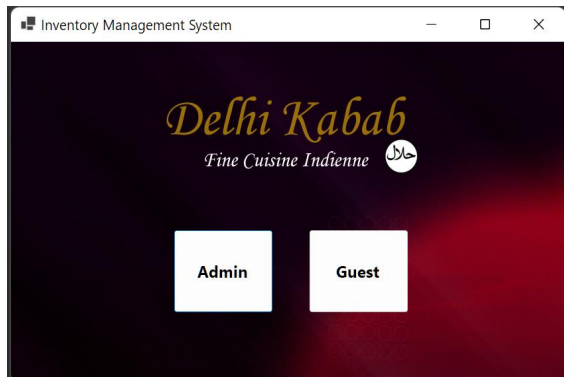 Inventory Management System
Delhi Kabab
Fine Cuisine Indienne
حلال
Admin
Guest